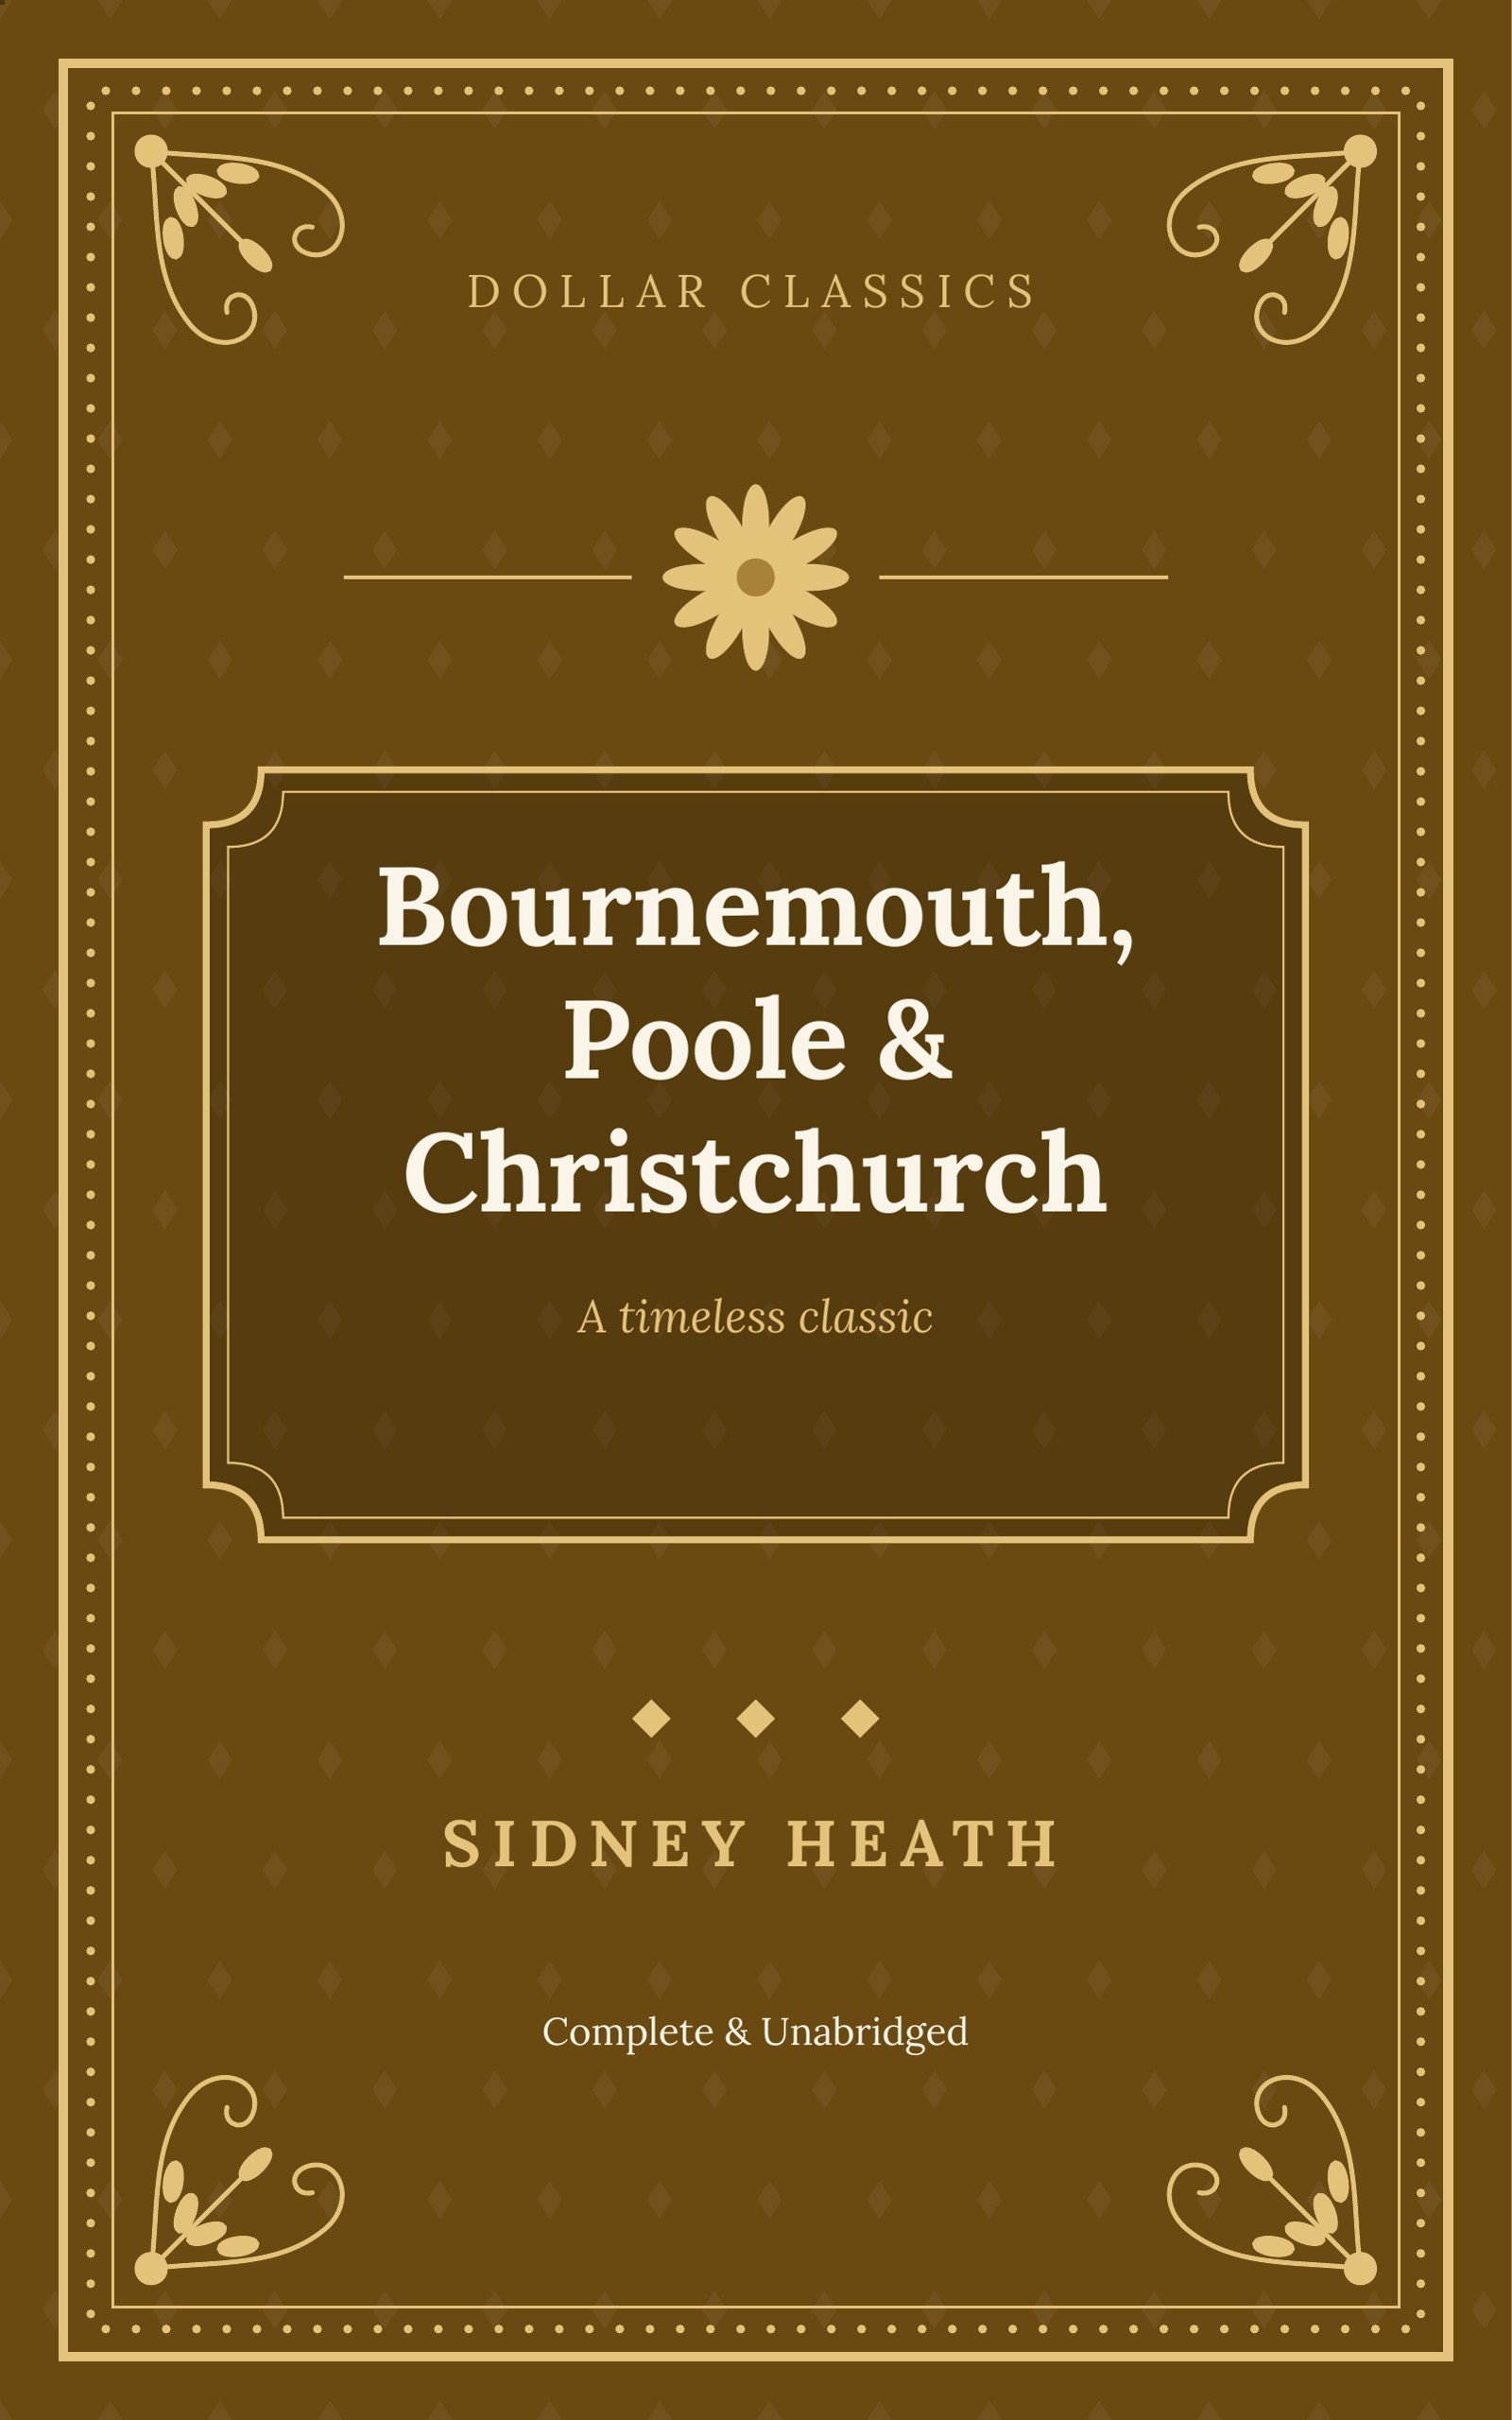 DOLLAR CLASSICS
Bournemouth,
Poole &
Christchurch
A timeless classic
SIDNEY HEATH
Complete & Unabridged